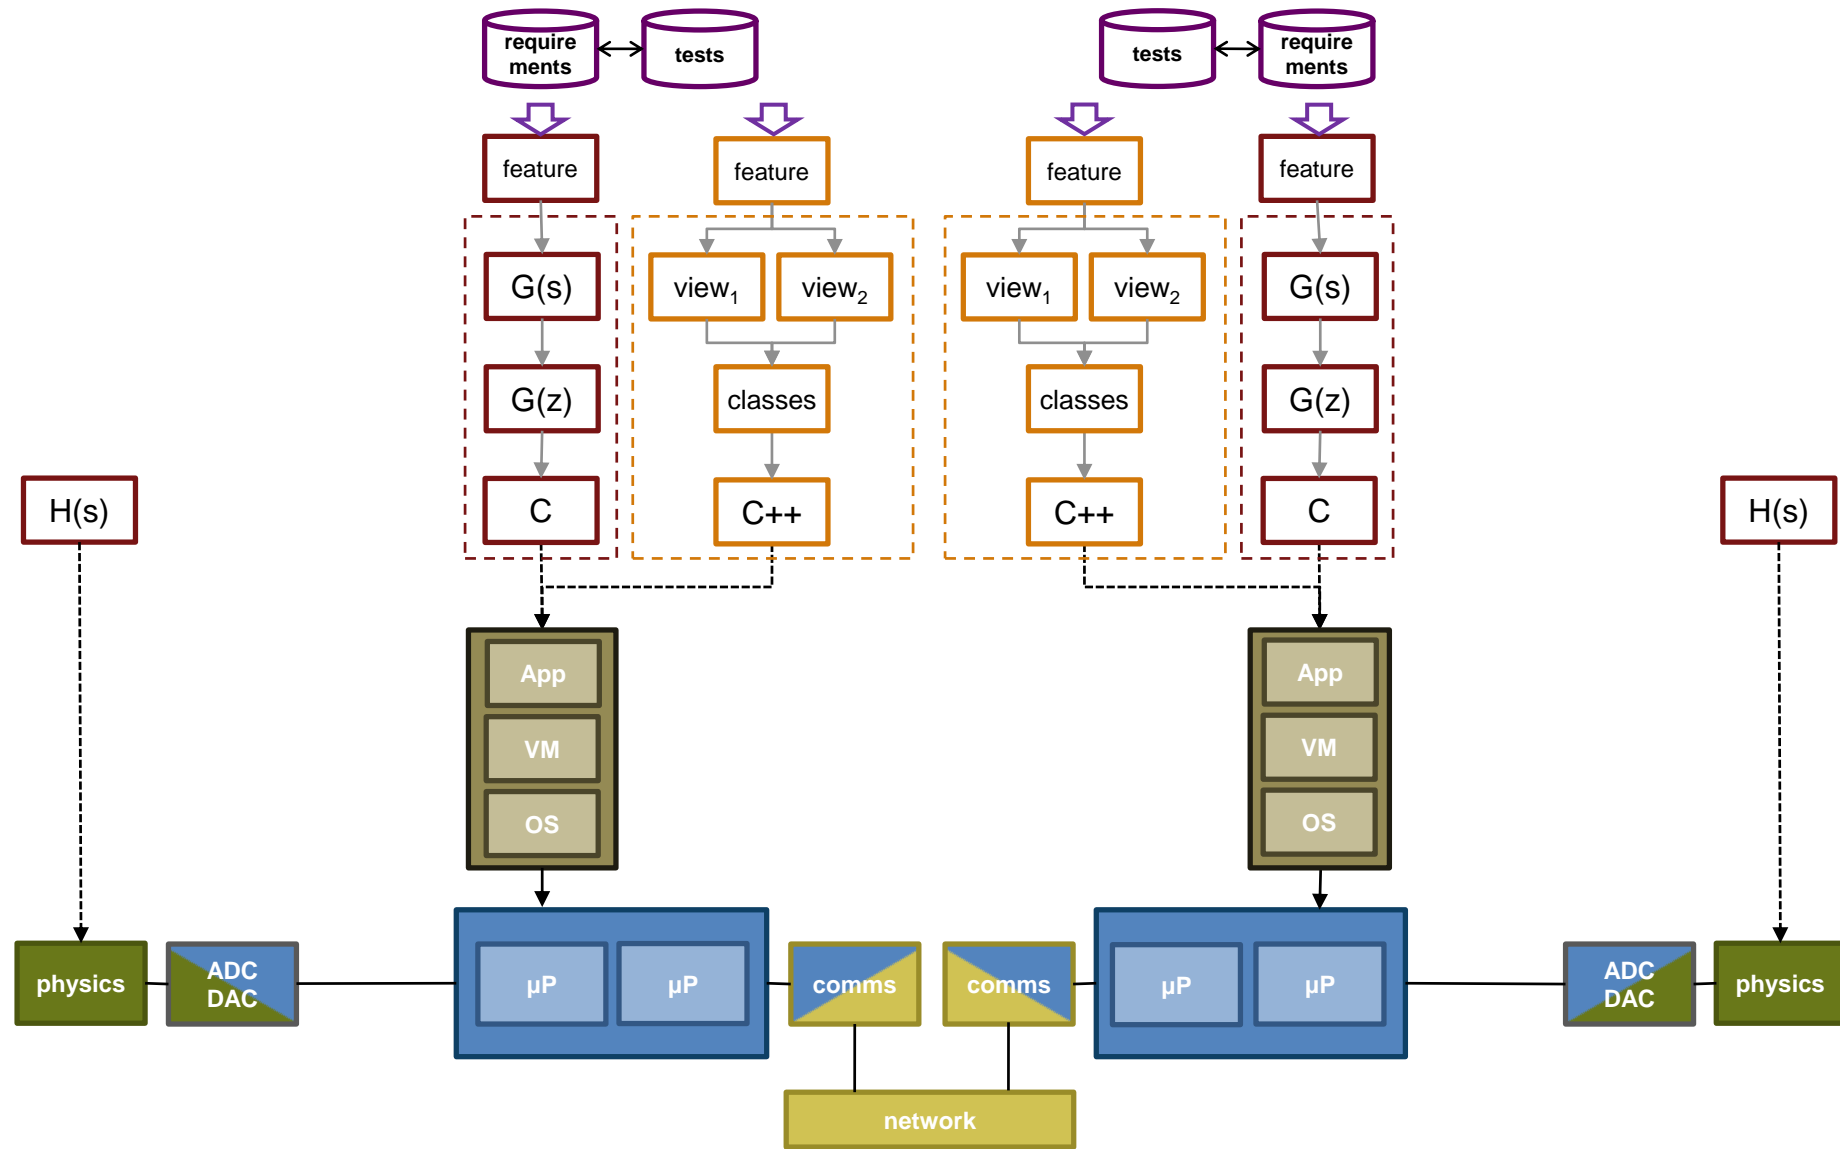 require
ments
tests
tests
require
ments
feature
feature
feature
feature
G(s)
view₁
view₂
view₁
view₂
G(s)
G(z)
classes
classes
G(z)
H(s)
C
C++
C++
C
H(s)
App
App
VM
VM
OS
OS
physics
ADC
DAC
µP
µP
comms
comms
µP
µP
ADC
DAC
physics
network